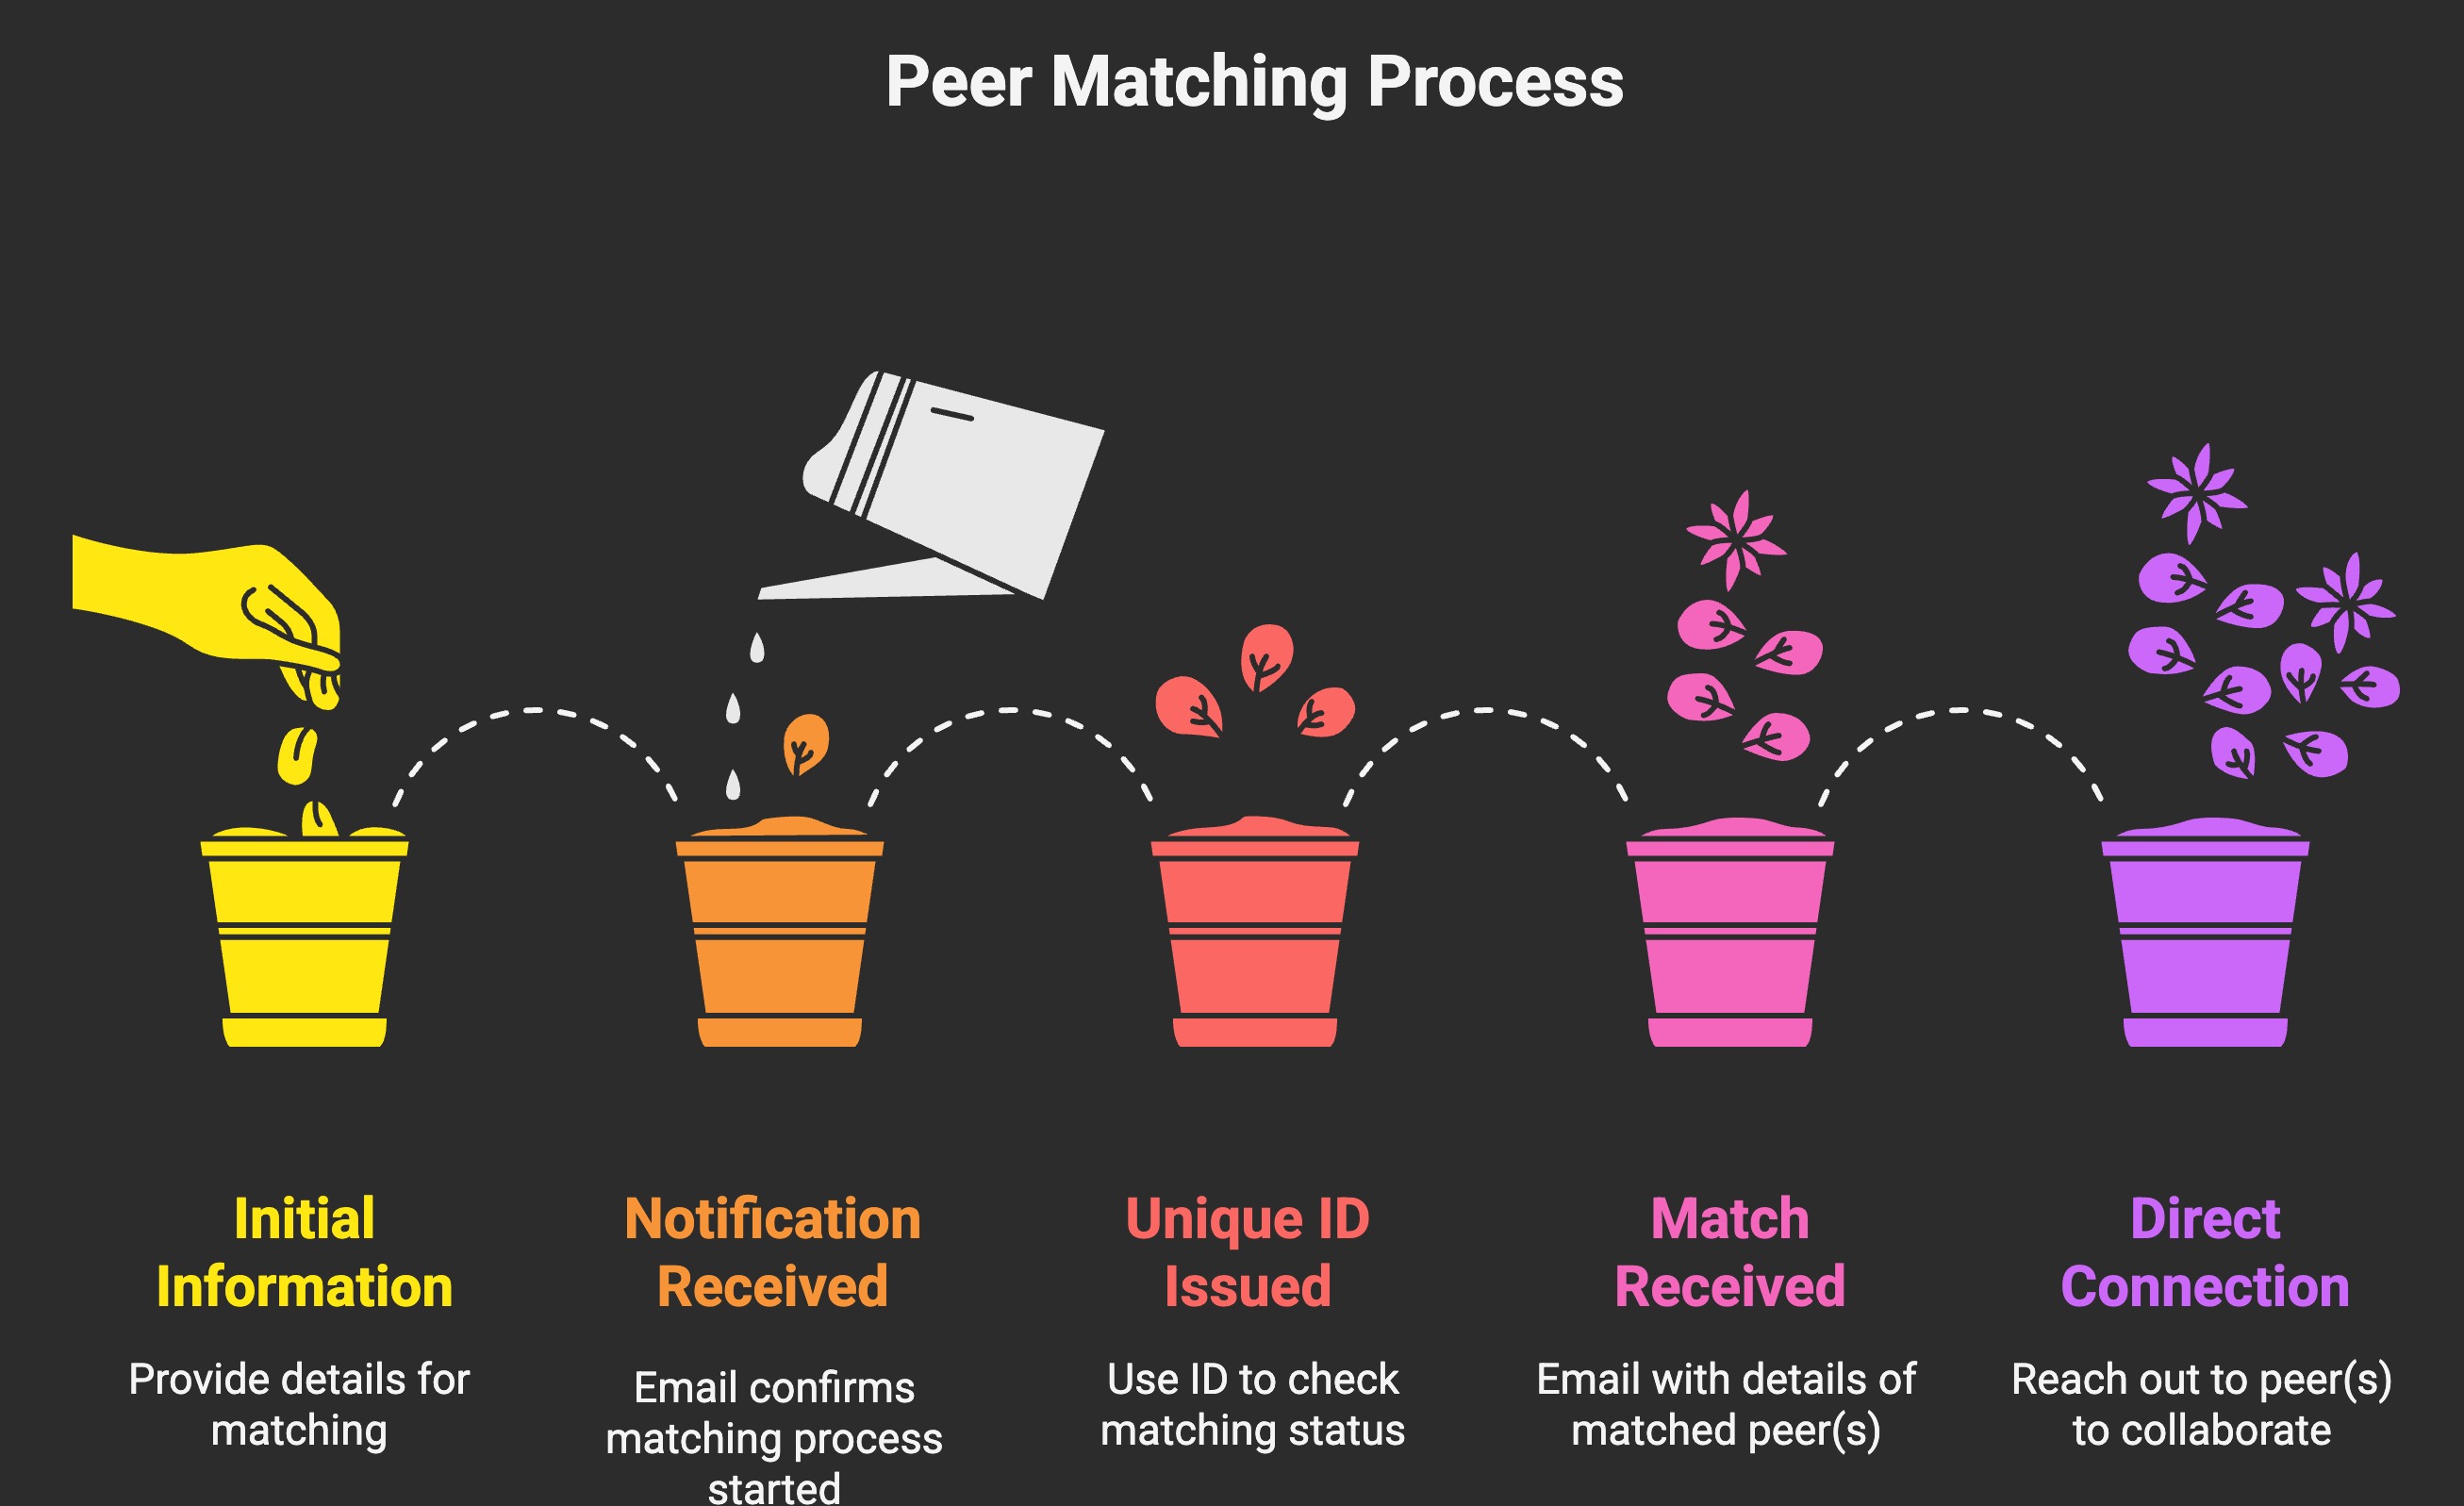 Peer Matching Process
Initial
Information
Provide details for
matching
Notification
Received
Email confirms
matching process
started
Unique ID
Issued
Use ID to check
matching status
Match
Received
Email with details of
matched peer(s)
Direct
Connection
Reach out to peer(s)
to collaborate